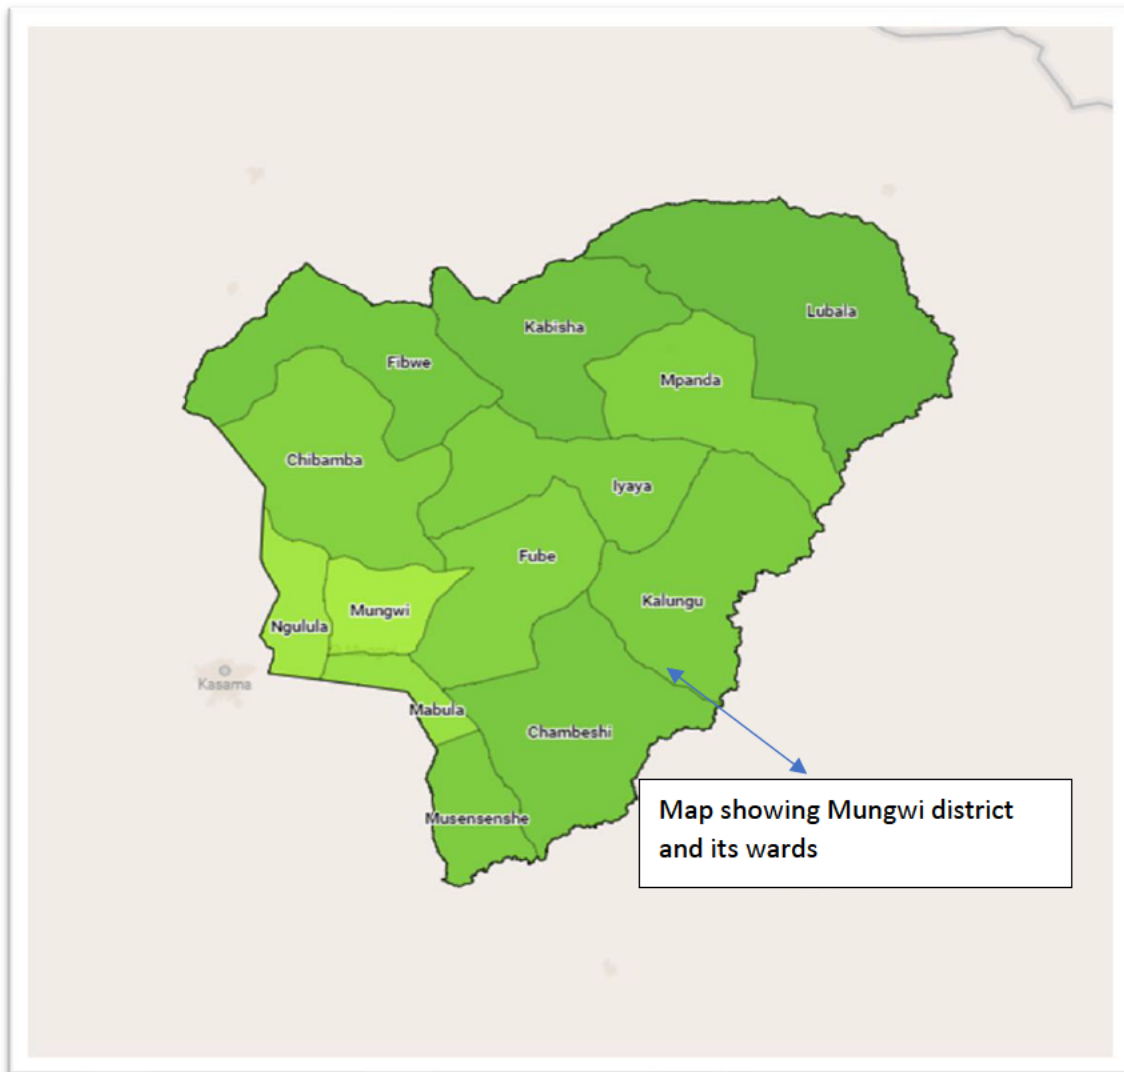 Lubala
Kabisha
Fibwe
Mpanda
Chibamba
Iyaya
Fube
Kalungu
Mungwi
Ngulula
Kasama
Mabula
Chambeshi
Musensenshe
Map showing Mungwi district
and its wards